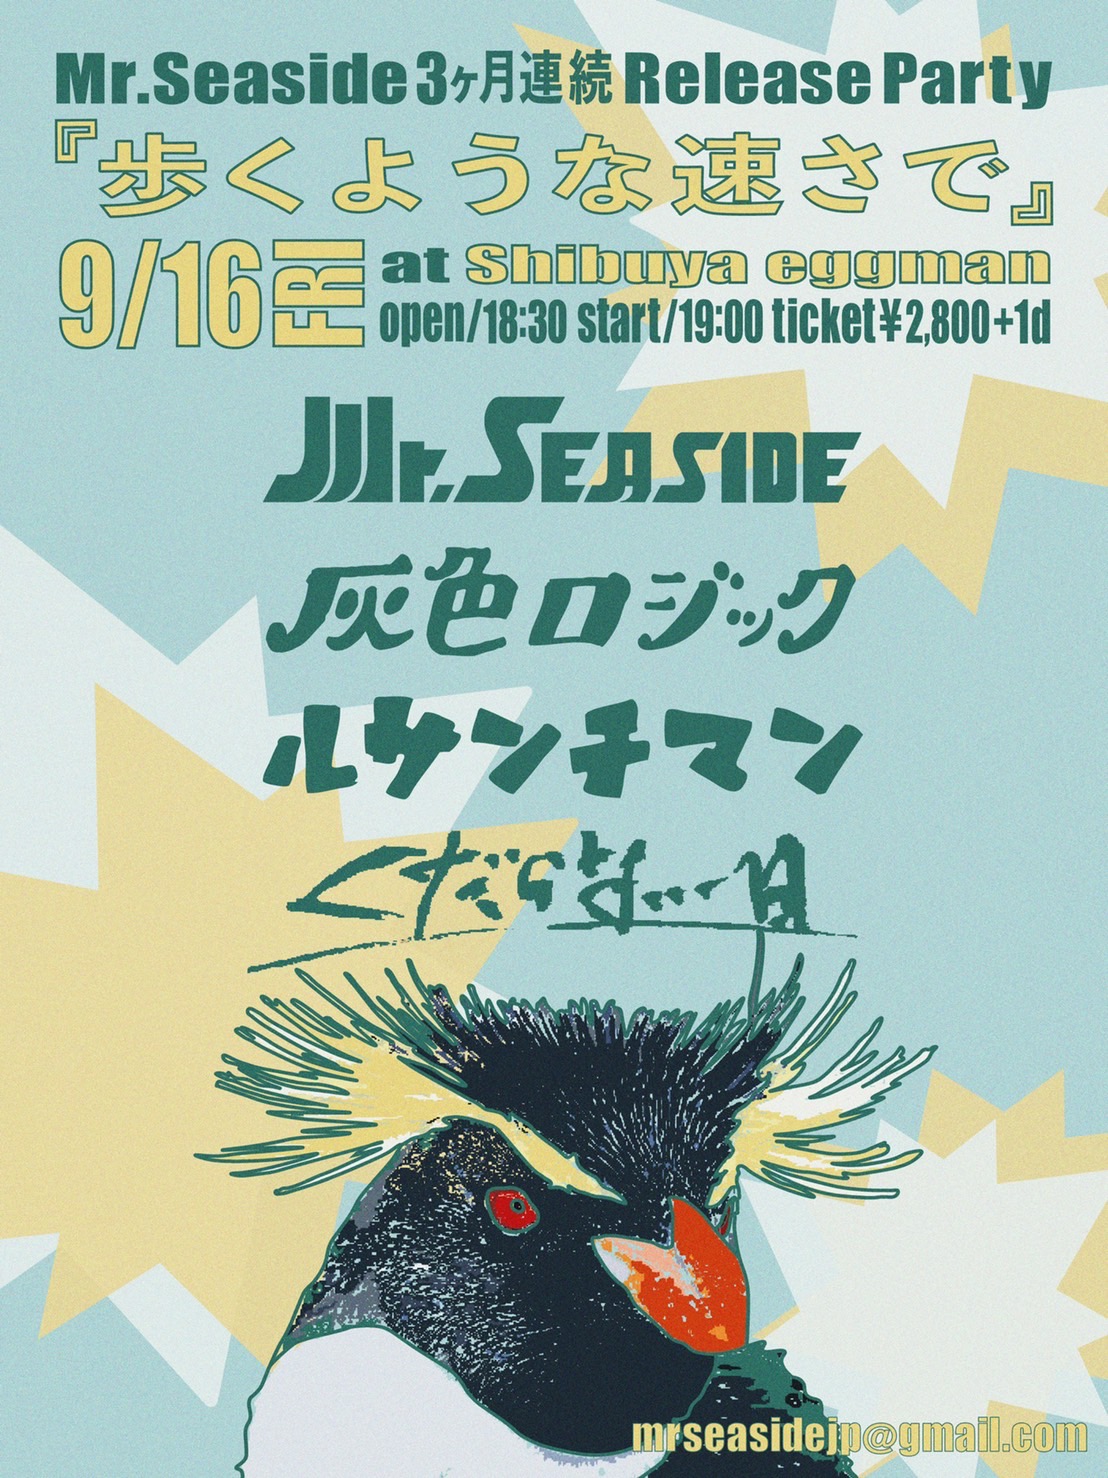 Mr.Seaside 3ヶ月連続 Release Party
『歩くような速さで』
9/16 FRI at Shibuya eggman
open/18:30 start/19:00 ticket¥2,800+1d
Mr.SEASIDE
灰色ロジック
ルサンチマン
くだらない1日
mrseasidejp@gmail.com